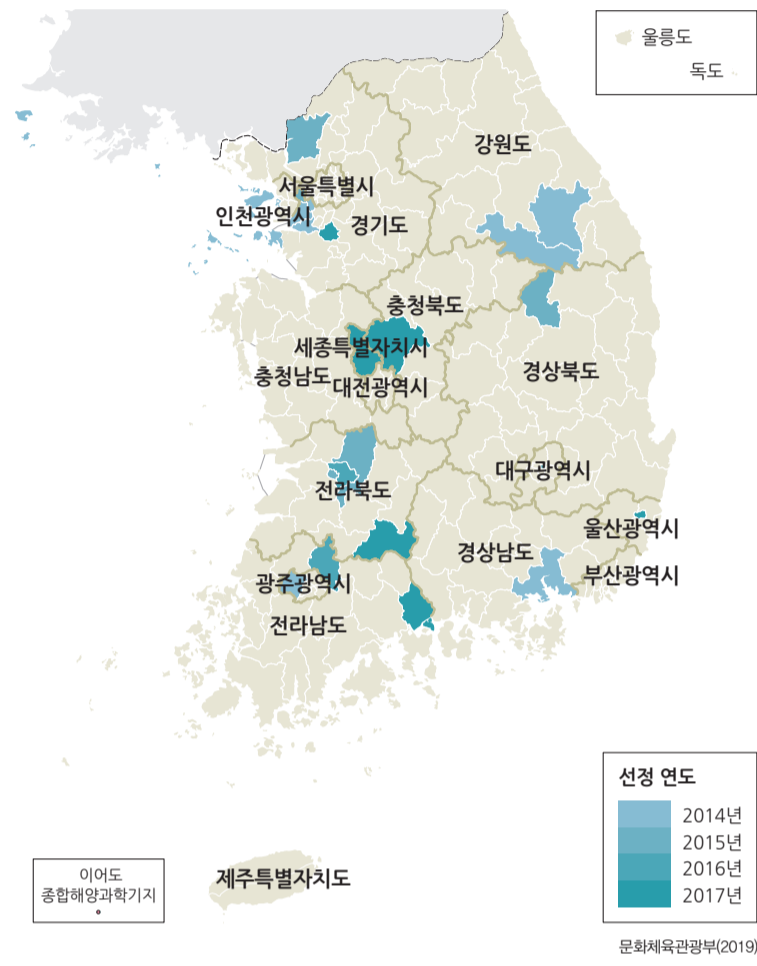 울릉도
독도
강원도
서울특별시
인천광역시
경기도
충청북도
세종특별자치시
충청남도
대전광역시
경상북도
대구광역시
전라북도
울산광역시
경상남도
부산광역시
광주광역시
전라남도
제주특별자치도
이어도
종합해양과학기지
선정 연도
2014년
2015년
2016년
2017년
문화체육관광부(2019)